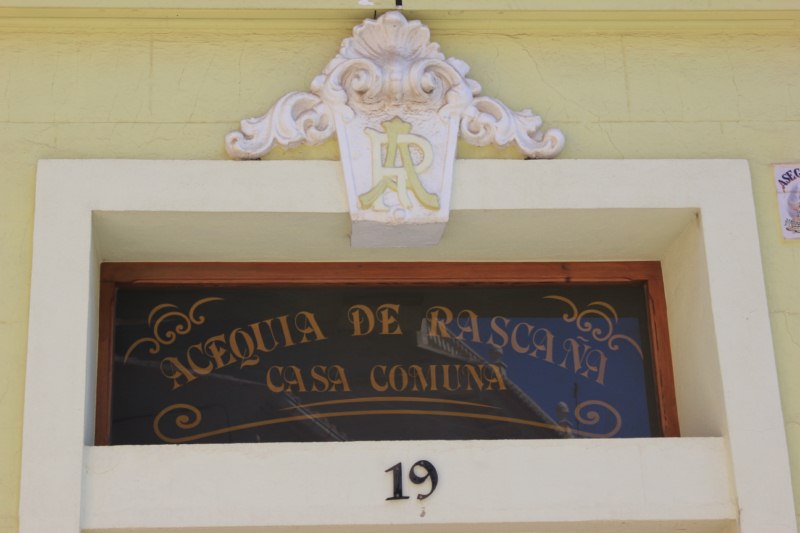 AR
ACEQUIA DE RASCAÑA
CASA COMUNA
19